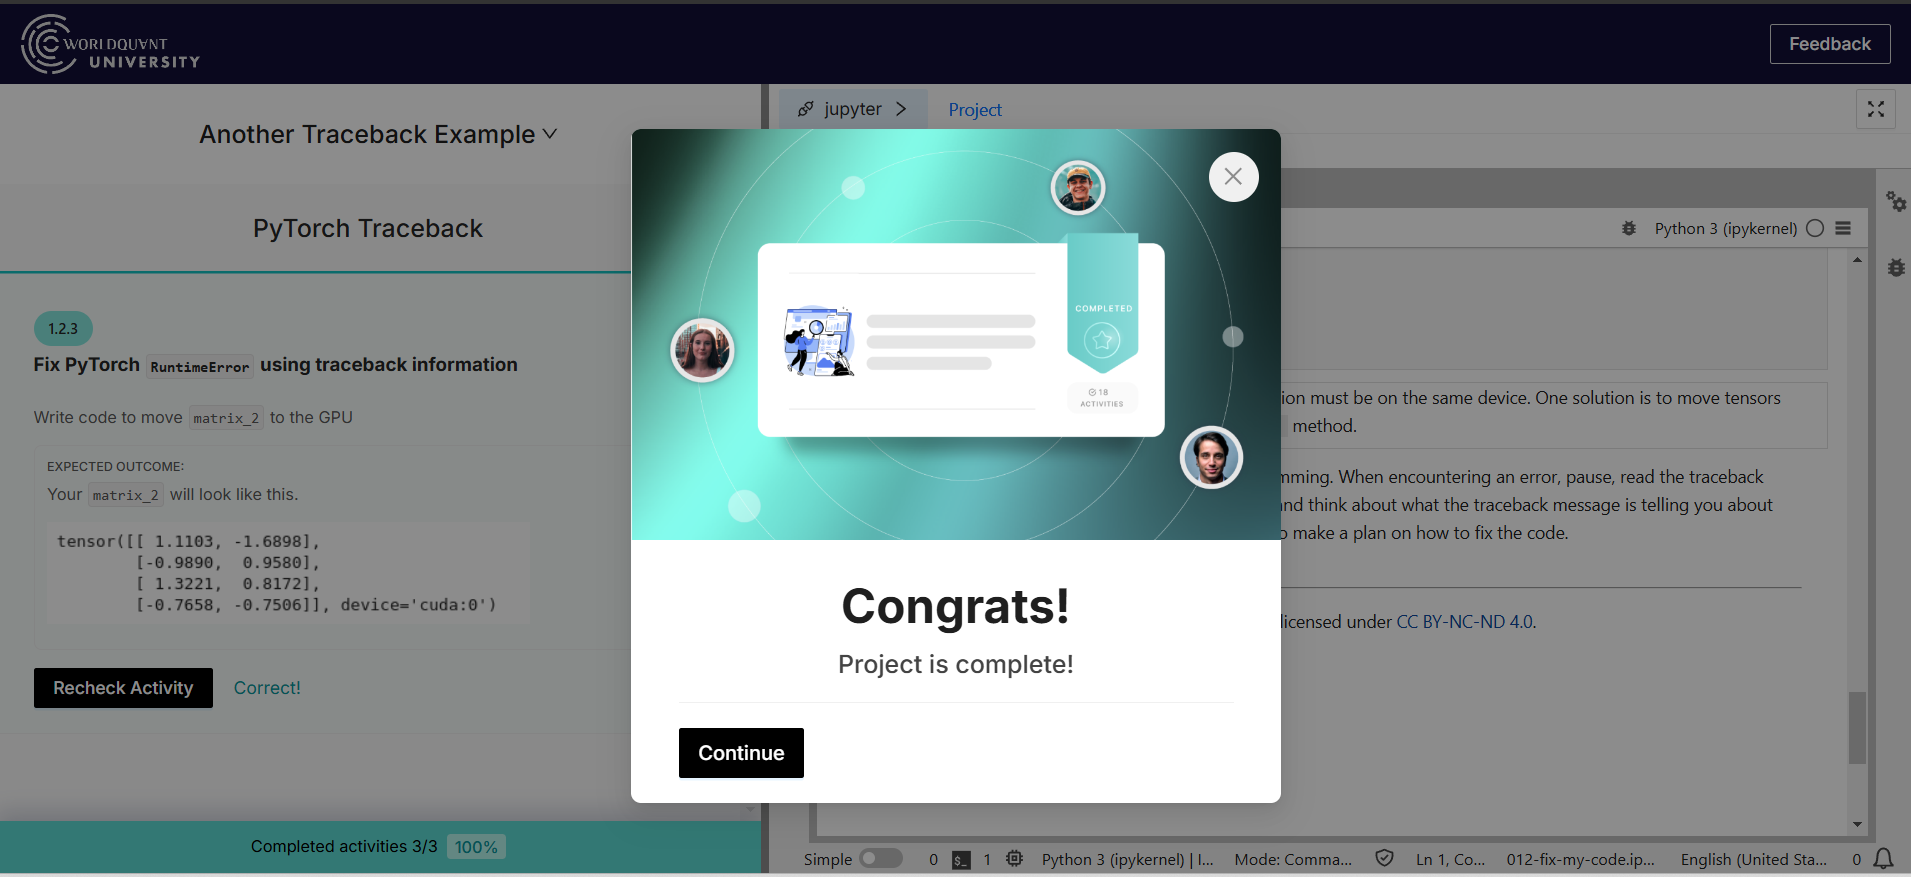 WORLDQUANT
UNIVERSITY
Feedback
Another Traceback Example
jupyter
Project
PyTorch Traceback
Python 3 (ipykernel)
1.2.3
Fix PyTorch RuntimeError using traceback information
Write code to move matrix_2 to the GPU
EXPECTED OUTCOME:
Your matrix_2 will look like this.
tensor([[ 1.1103, -1.6898],
[-0.9890,  0.9580],
[ 1.3221,  0.8172],
[-0.7658, -0.7506]], device='cuda:0')
Recheck Activity
Correct!
Completed activities 3/3 100%
COMPLETED
18
ACTIVITIES
Congrats!
Project is complete!
Continue
ion must be on the same device. One solution is to move tensors
method.
mming. When encountering an error, pause, read the traceback
nd think about what the traceback message is telling you about
o make a plan on how to fix the code.
licensed under CC BY-NC-ND 4.0.
Simple 0 $_ 1 Python 3 (ipykernel) | I... Mode: Comma... Ln 1, Co... 012-fix-my-code.ip... English (United Sta... 0